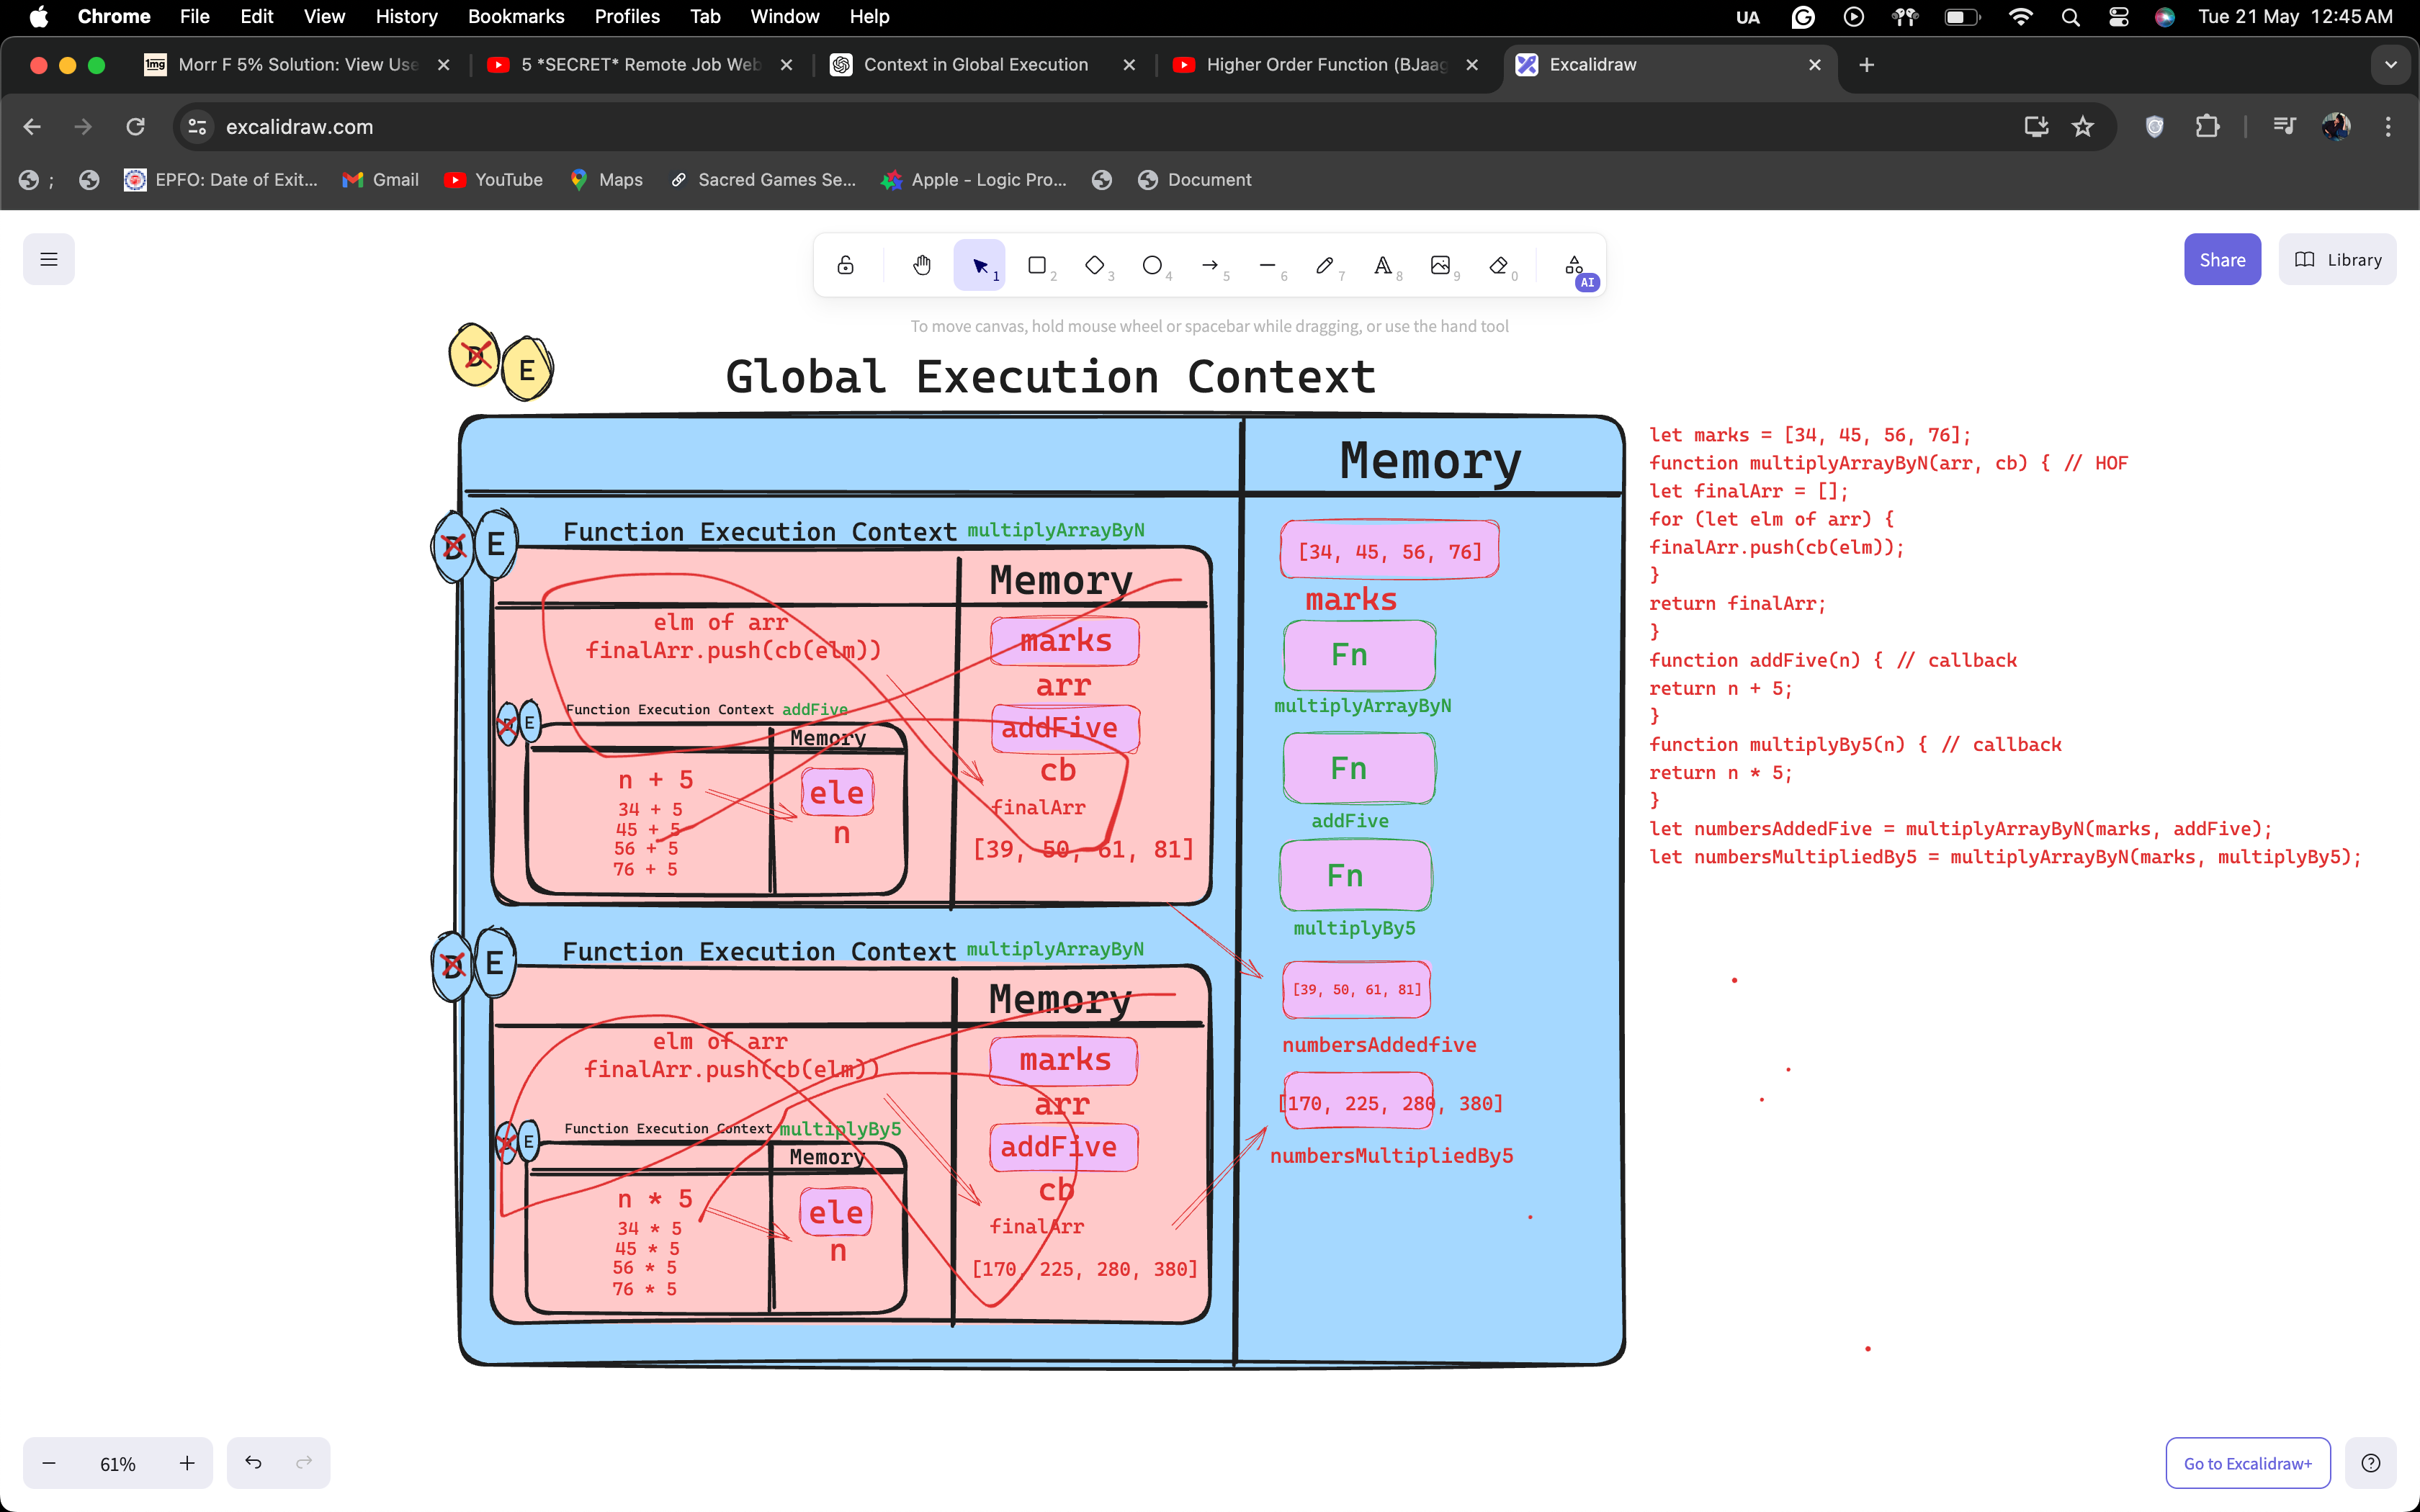 Chrome File Edit View History Bookmarks Profiles Tab Window Help UA Tue 21 May 12:45 AM
1mg Morr F 5% Solution: View Use 5 *SECRET* Remote Job Web Context in Global Execution Higher Order Function (BJaag Excalidraw
excalidraw.com
; EPFO: Date of Exit... Gmail YouTube Maps Sacred Games Se... Apple - Logic Pro... Document
1 2 3 4 5 6 7 8 9 0 AI
Share Library
To move canvas, hold mouse wheel or spacebar while dragging, or use the hand tool
D E
Global Execution Context
Memory
D E
Function Execution Context multiplyArrayByN
Memory
elm of arr
finalArr.push(cb(elm))
marks
arr
addFive
cb
finalArr
[39, 50, 61, 81]
D E
Function Execution Context addFive
Memory
n + 5
34 + 5
45 + 5
56 + 5
76 + 5
ele
n
D E
Function Execution Context multiplyArrayByN
Memory
elm of arr
finalArr.push(cb(elm))
marks
arr
addFive
cb
finalArr
[170, 225, 280, 380]
D E
Function Execution Context multiplyBy5
Memory
n * 5
34 * 5
45 * 5
56 * 5
76 * 5
ele
n
[34, 45, 56, 76]
marks
Fn
multiplyArrayByN
Fn
addFive
Fn
multiplyBy5
[39, 50, 61, 81]
numbersAddedfive
[170, 225, 280, 380]
numbersMultipliedBy5
let marks = [34, 45, 56, 76];
function multiplyArrayByN(arr, cb) { // HOF
let finalArr = [];
for (let elm of arr) {
finalArr.push(cb(elm));
}
return finalArr;
}
function addFive(n) { // callback
return n + 5;
}
function multiplyBy5(n) { // callback
return n * 5;
}
let numbersAddedFive = multiplyArrayByN(marks, addFive);
let numbersMultipliedBy5 = multiplyArrayByN(marks, multiplyBy5);
61%
Go to Excalidraw+